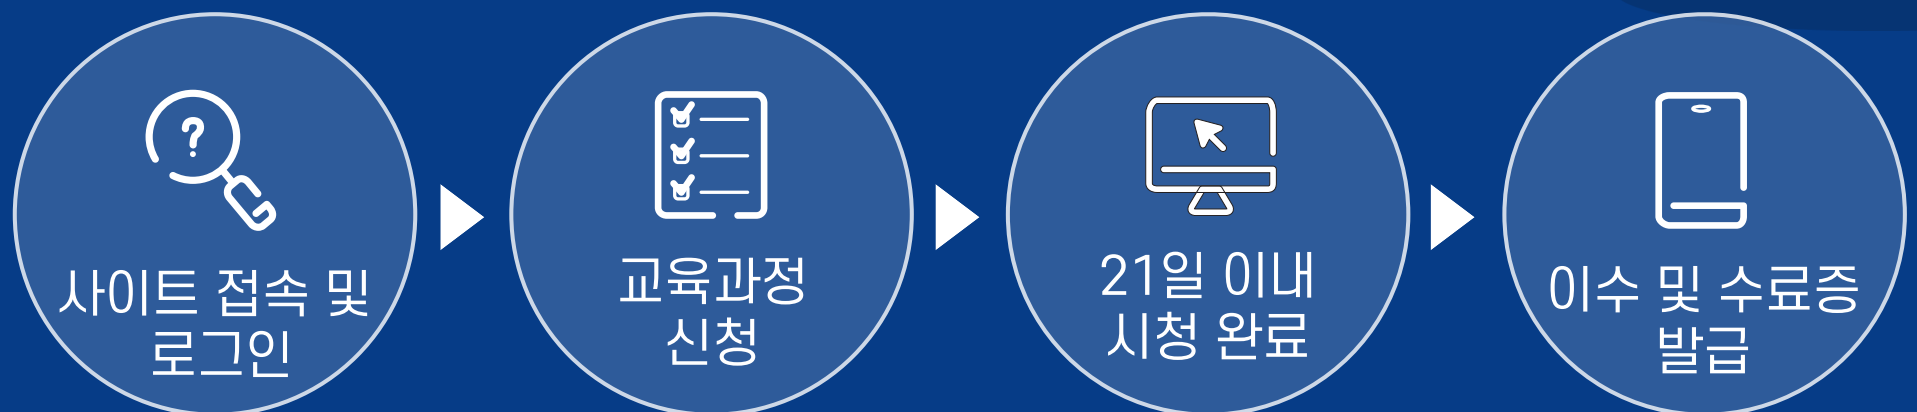 사이트 접속 및
로그인
교육과정
신청
21일 이내
시청 완료
이수 및 수료증
발급